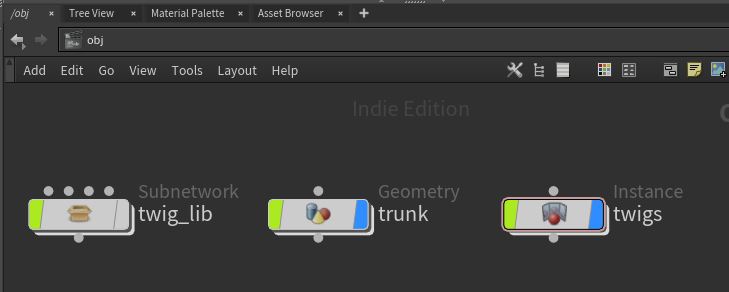 /obj × Tree View × Material Palette × Asset Browser × +
obj
Add Edit Go View Tools Layout Help
Indie Edition
Subnetwork Geometry Instance
twig_lib trunk twigs